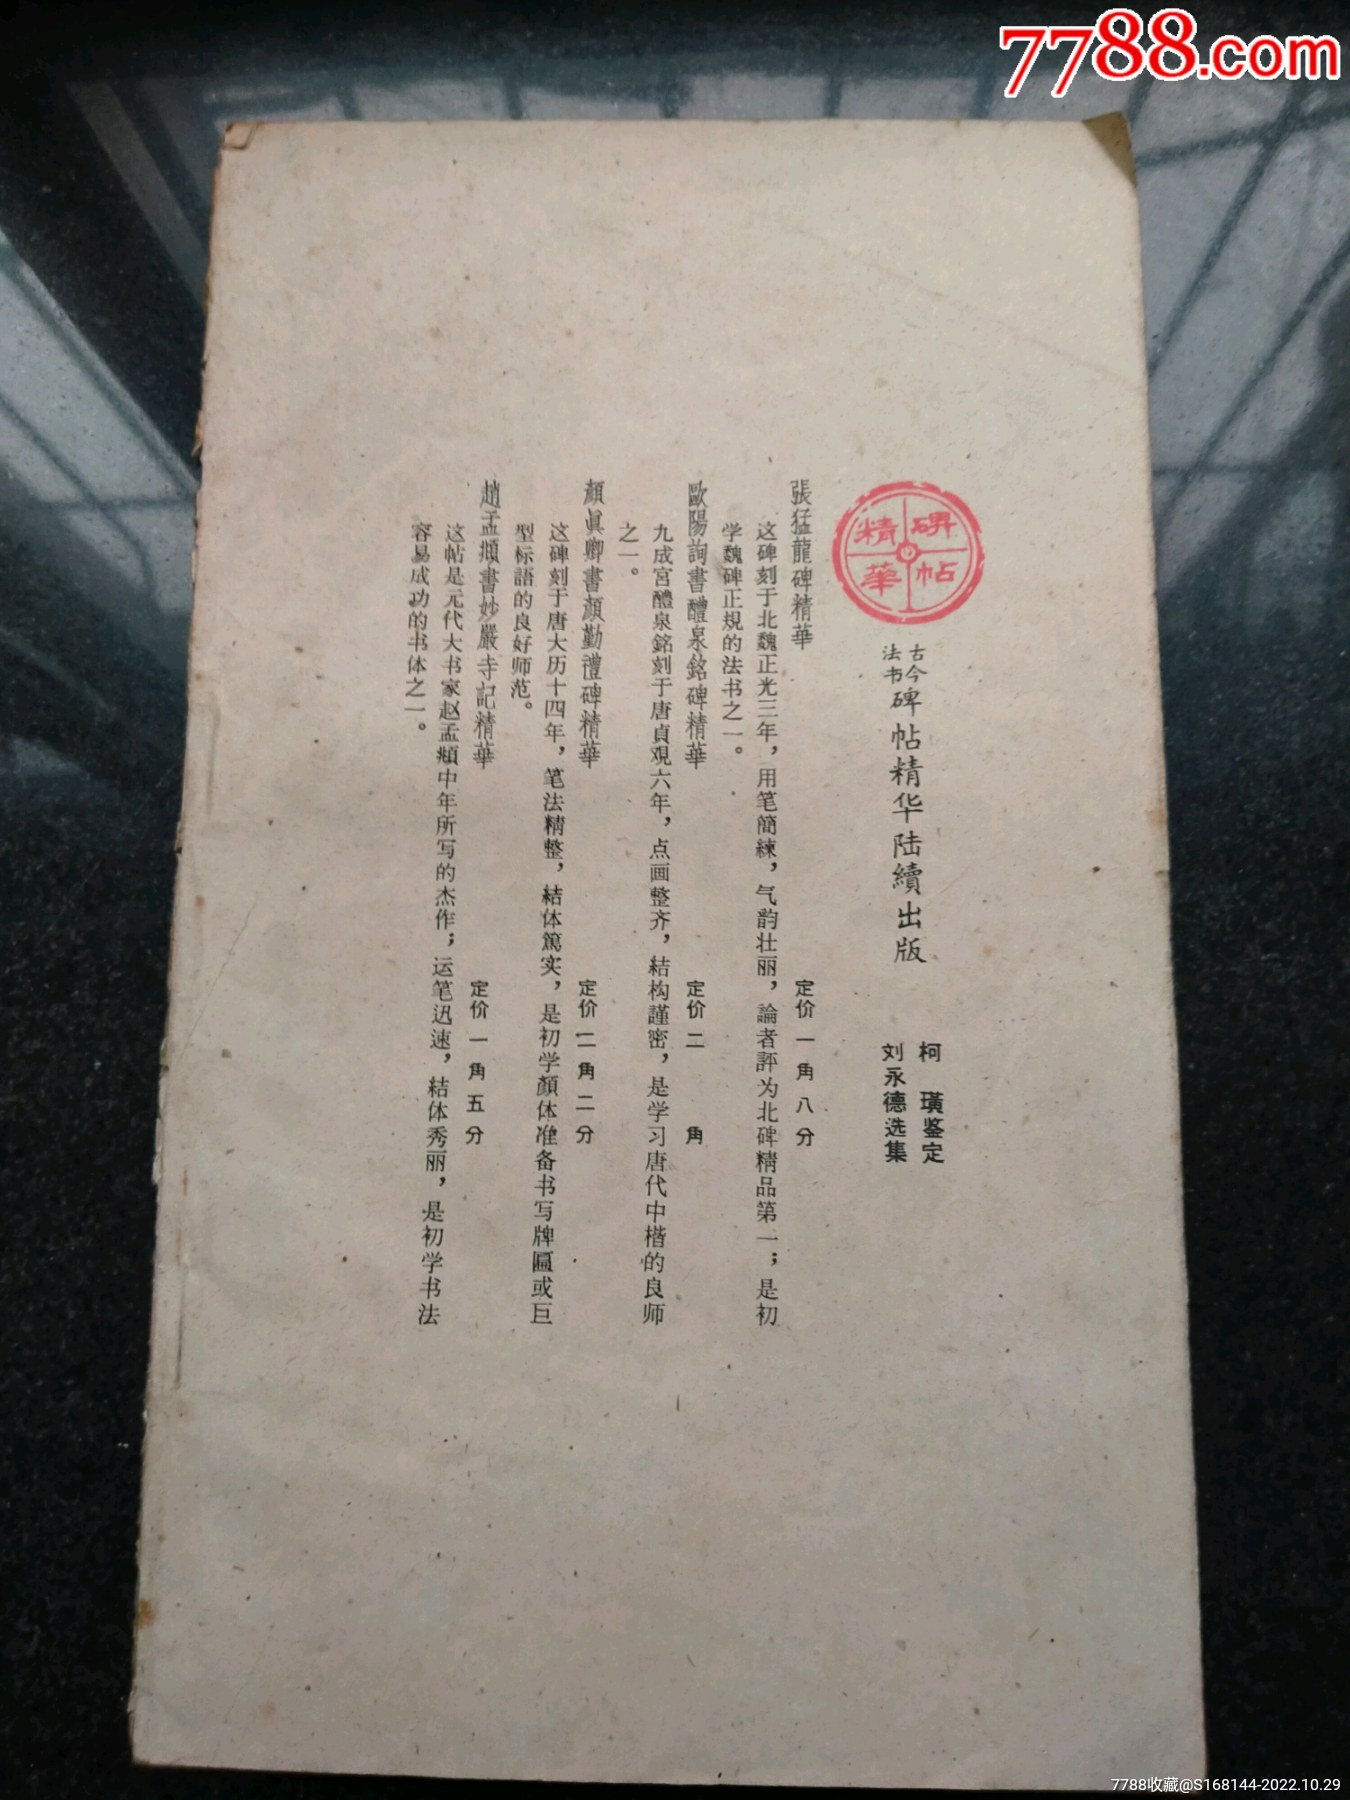 7788.com
碑帖
精華
古今
法书
碑帖精华陆續出版
柯　璜鉴定
刘永德选集
張猛龍碑精華　定价一角八分
这碑刻于北魏正光三年，用笔簡練，气韵壮丽，論者評为北碑精品第一；是初
学魏碑正規的法书之一。
歐陽詢書醴泉銘碑精華　定价二　角
九成宮醴泉銘刻于唐貞观六年，点画整齐，結构謹密，是学习唐代中楷的良师
之一。
顏眞卿書顏勤禮碑精華　定价二角二分
这碑刻于唐大历十四年，笔法精整，結体篤实，是初学顏体准备书写牌匾或巨
型标語的良好师范。
趙孟頫書妙嚴寺記精華　定价一角五分
这帖是元代大书家赵孟頫中年所写的杰作；运笔迅速，結体秀丽，是初学书法
容易成功的书体之一。
7788收藏@S168144-2022.10.29